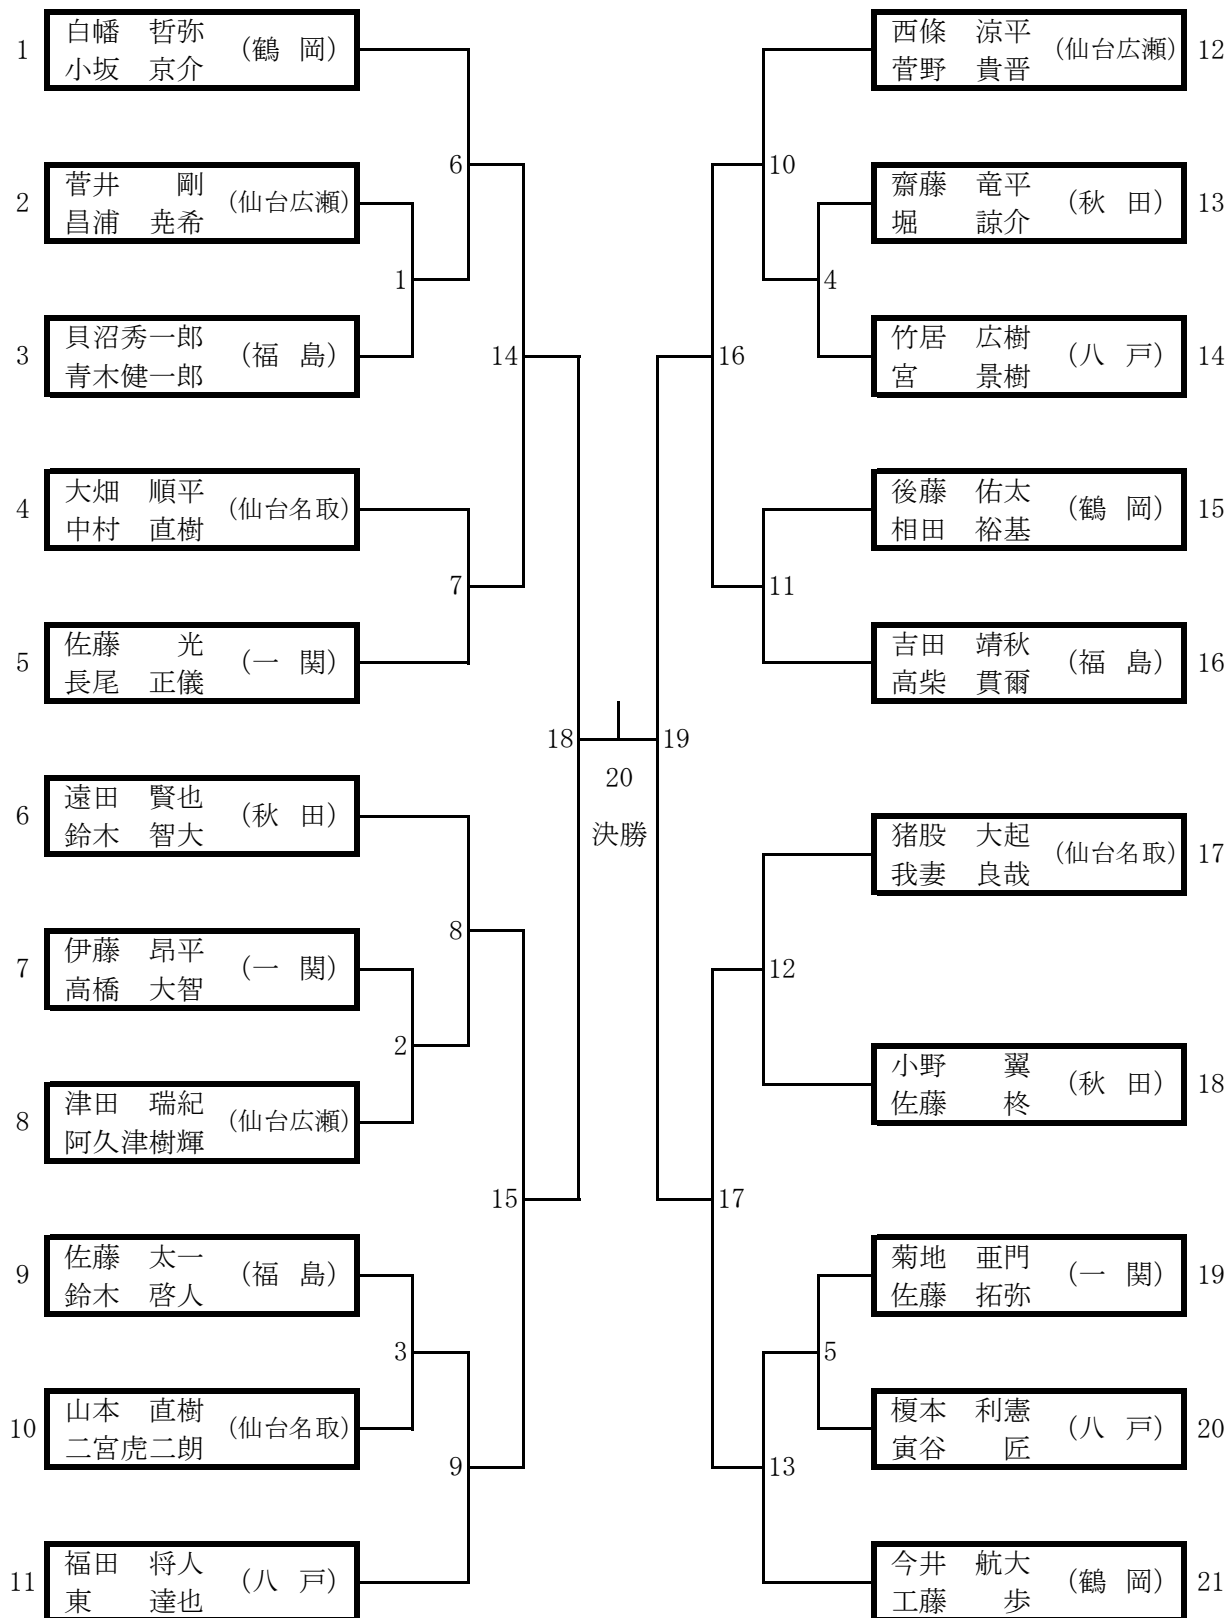 1
白幡　哲弥
小坂　京介
（鶴　岡）
2
菅井　　剛
昌浦　尭希
（仙台広瀬）
3
貝沼秀一郎
青木健一郎
（福　島）
4
大畑　順平
中村　直樹
（仙台名取）
5
佐藤　　光
長尾　正儀
（一　関）
6
遠田　賢也
鈴木　智大
（秋　田）
7
伊藤　昂平
高橋　大智
（一　関）
8
津田　瑞紀
阿久津樹輝
（仙台広瀬）
9
佐藤　太一
鈴木　啓人
（福　島）
10
山本　直樹
二宮虎二朗
（仙台名取）
11
福田　将人
東　　達也
（八　戸）
6
1
14
7
8
2
15
3
9
18
20
決勝
19
10
4
16
11
12
17
5
13
西條　涼平
菅野　貴晋
（仙台広瀬）
12
齋藤　竜平
堀　　諒介
（秋　田）
13
竹居　広樹
宮　　景樹
（八　戸）
14
後藤　佑太
相田　裕基
（鶴　岡）
15
吉田　靖秋
高柴　貫爾
（福　島）
16
猪股　大起
我妻　良哉
（仙台名取）
17
小野　　翼
佐藤　　柊
（秋　田）
18
菊地　亜門
佐藤　拓弥
（一　関）
19
榎本　利憲
寅谷　　匠
（八　戸）
20
今井　航大
工藤　　歩
（鶴　岡）
21